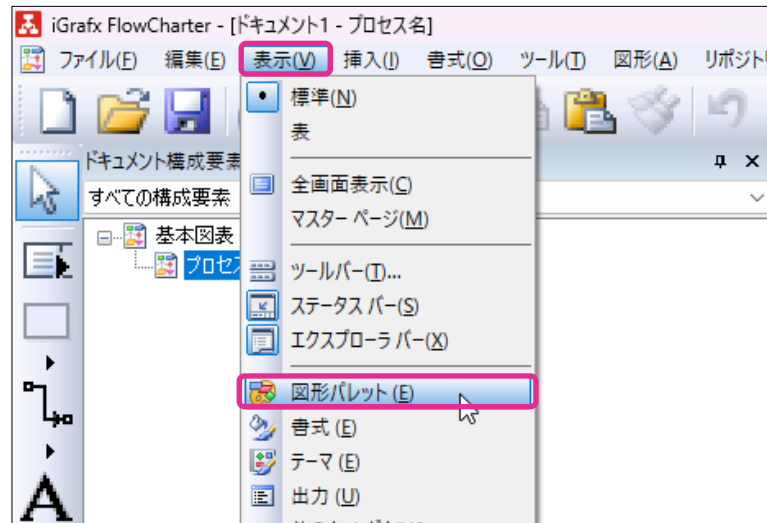 iGrafx FlowCharter - [ドキュメント1 - プロセス名]
ファイル(F) 編集(E) 表示(V) 挿入(I) 書式(O) ツール(T) 図形(A) リポジト
標準(N)
表
ドキュメント構成要素
すべての構成要素
全画面表示(C)
マスター ページ(M)
基本図表
プロセス
ツールバー(T)...
ステータス バー(S)
エクスプローラ バー(X)
図形パレット (E)
書式 (E)
テーマ (E)
出力 (U)
A